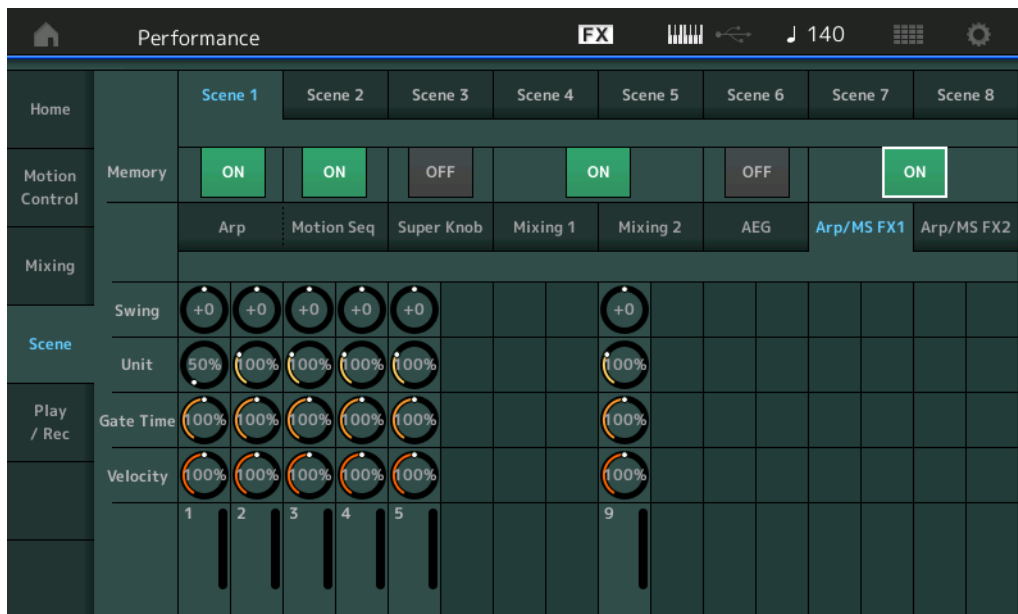 Performance FX 140
Scene 1 Scene 2 Scene 3 Scene 4 Scene 5 Scene 6 Scene 7 Scene 8
Home
Motion
Control
Memory ON ON OFF ON OFF ON
Arp Motion Seq Super Knob Mixing 1 Mixing 2 AEG Arp/MS FX1 Arp/MS FX2
Mixing
Swing +0 +0 +0 +0 +0 +0
Scene
Unit 50% 100% 100% 100% 100% 100%
Play
/ Rec
Gate Time 100% 100% 100% 100% 100% 100%
Velocity 100% 100% 100% 100% 100% 100%
1 2 3 4 5 9